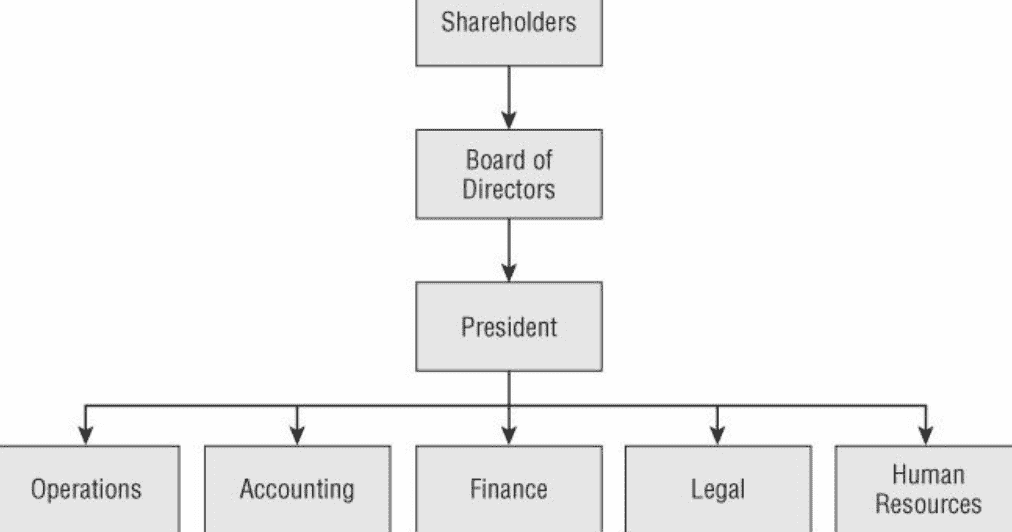 Shareholders
Board of
Directors
President
Operations
Accounting
Finance
Legal
Human
Resources